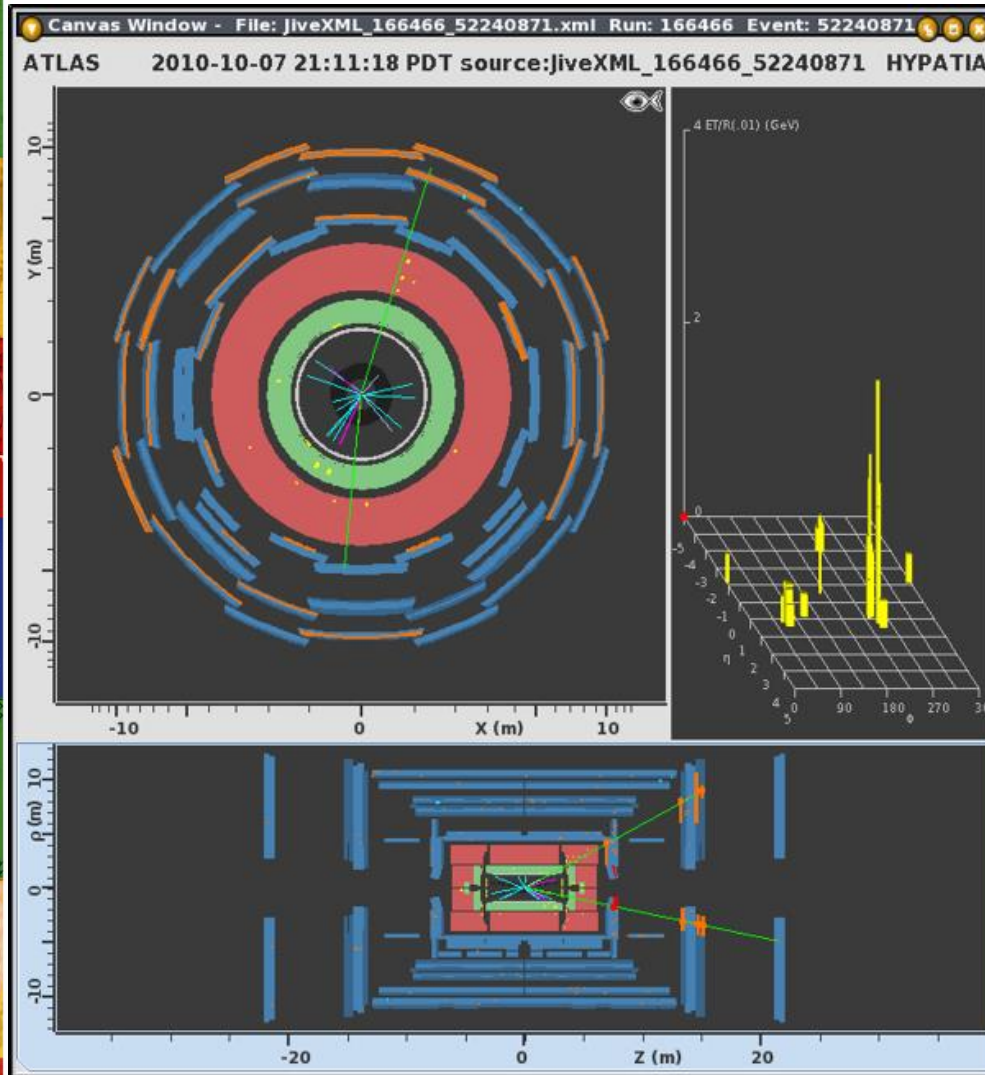 Canvas Window - File: JiveXML_166466_52240871.xml Run: 166466 Event: 52240871
ATLAS 2010-10-07 21:11:18 PDT source:JiveXML_166466_52240871 HYPATIA
4 ET/R(.01) (GeV)
2
0
-5
-4
-3
-2
-1
0
1
2
3
4
5
η
0 90 180 270 3
Φ
10
Y (m)
0
-10
-10 0 X (m) 10
10
ρ (m)
0
-10
-20 0 Z (m) 20